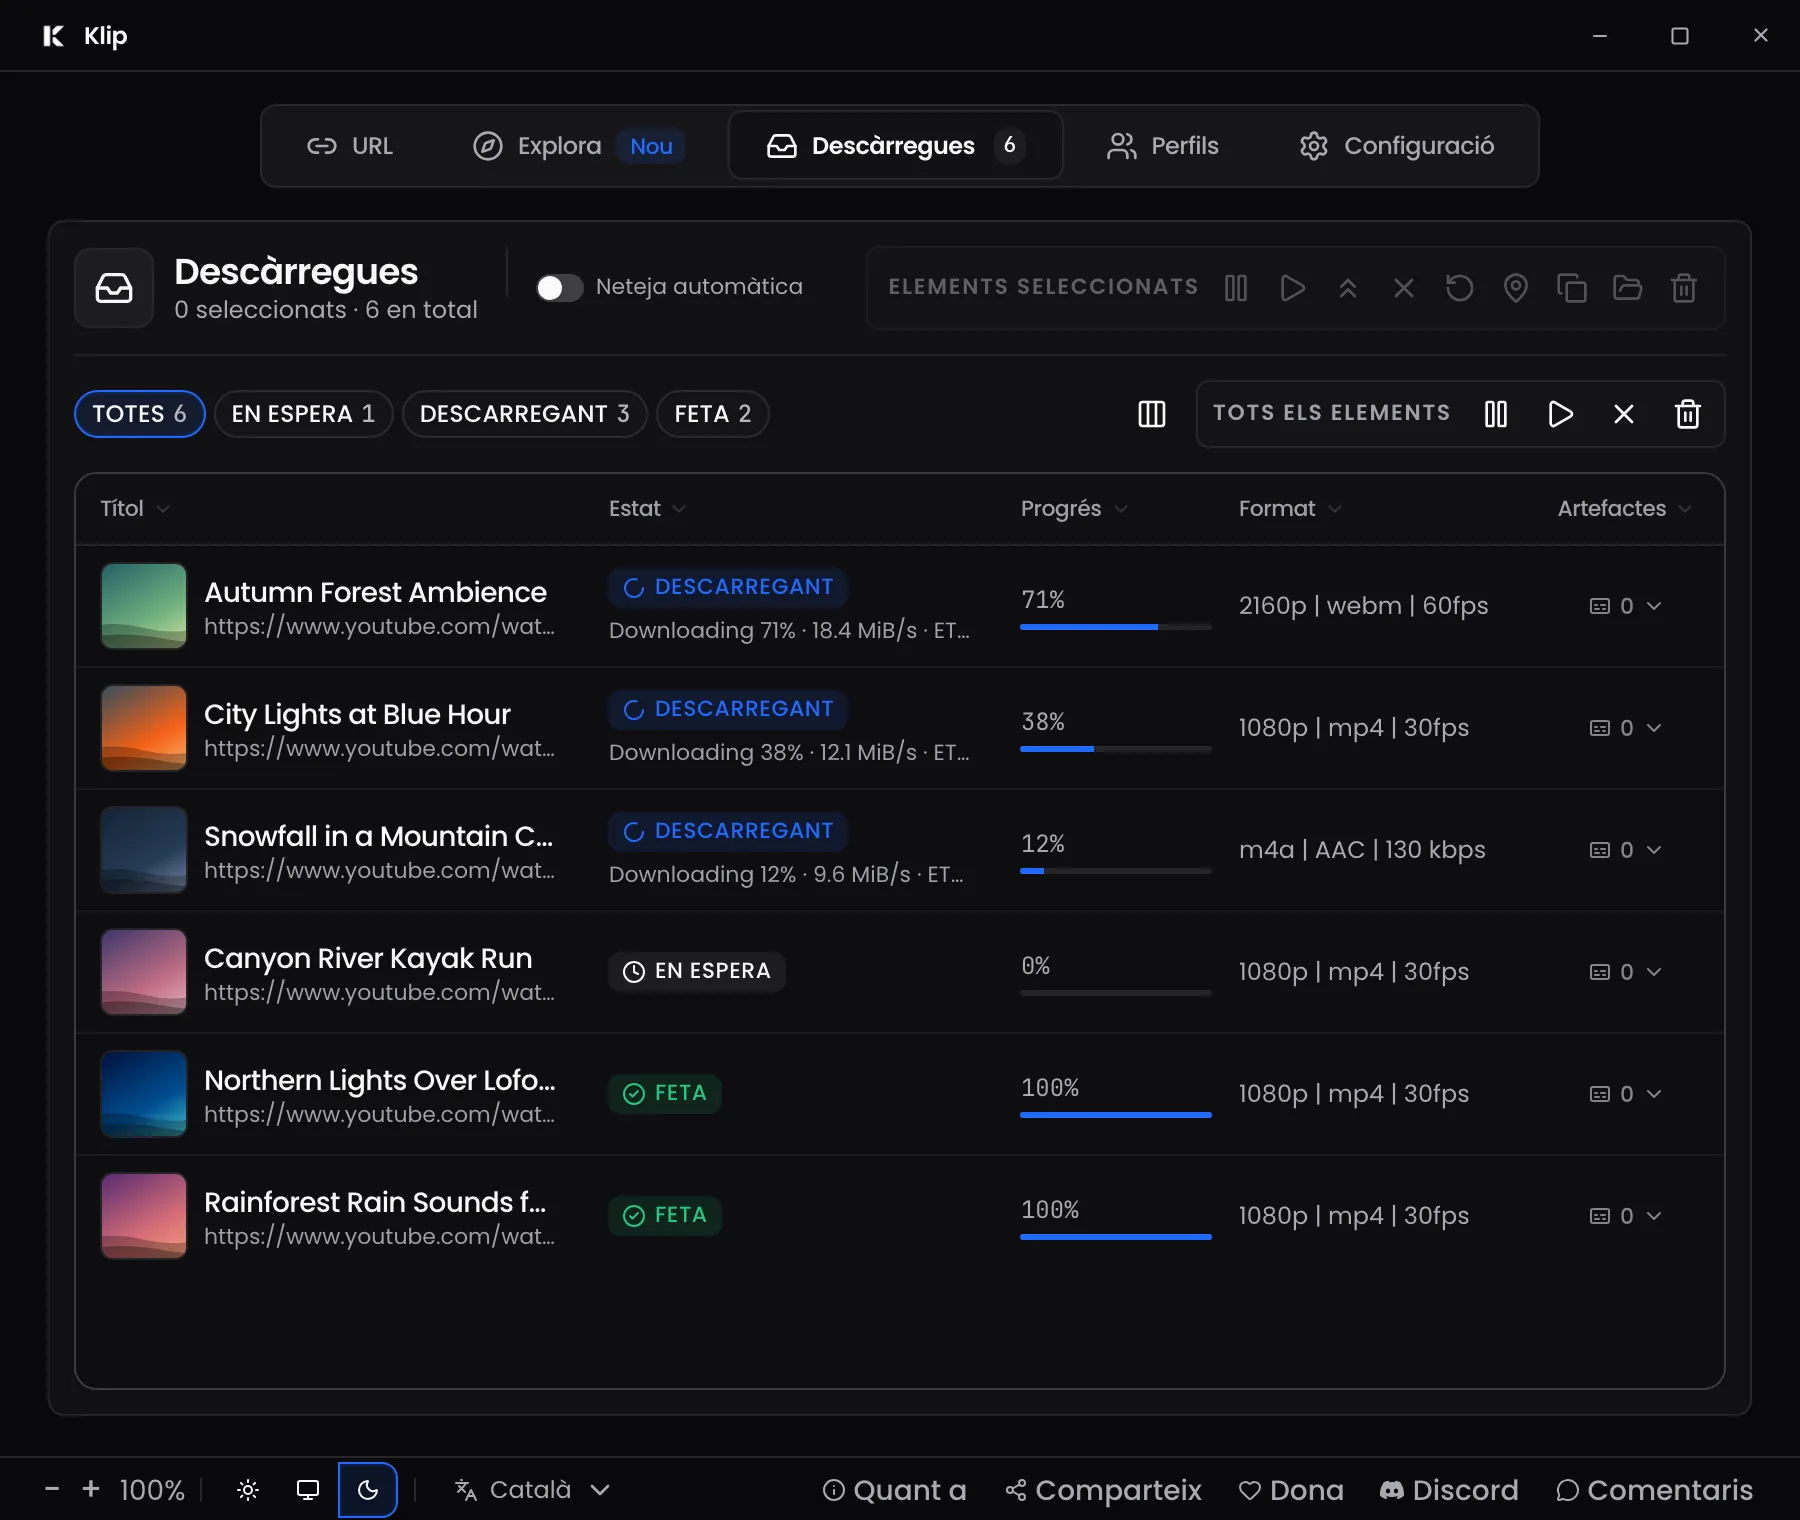 Klip
URL
Explora Nou
Descàrregues 6
Perfils
Configuració
Descàrregues
0 seleccionats · 6 en total
Neteja automàtica
ELEMENTS SELECCIONATS
TOTES 6
EN ESPERA 1
DESCARREGANT 3
FETA 2
TOTS ELS ELEMENTS
Títol
Estat
Progrés
Format
Artefactes
Autumn Forest Ambience
https://www.youtube.com/wat...
DESCARREGANT
Downloading 71% · 18.4 MiB/s · ET...
71%
2160p | webm | 60fps
0
City Lights at Blue Hour
https://www.youtube.com/wat...
DESCARREGANT
Downloading 38% · 12.1 MiB/s · ET...
38%
1080p | mp4 | 30fps
0
Snowfall in a Mountain C...
https://www.youtube.com/wat...
DESCARREGANT
Downloading 12% · 9.6 MiB/s · ET...
12%
m4a | AAC | 130 kbps
0
Canyon River Kayak Run
https://www.youtube.com/wat...
EN ESPERA
0%
1080p | mp4 | 30fps
0
Northern Lights Over Lofo...
https://www.youtube.com/wat...
FETA
100%
1080p | mp4 | 30fps
0
Rainforest Rain Sounds f...
https://www.youtube.com/wat...
FETA
100%
1080p | mp4 | 30fps
0
100%
Català
Quant a
Comparteix
Dona
Discord
Comentaris